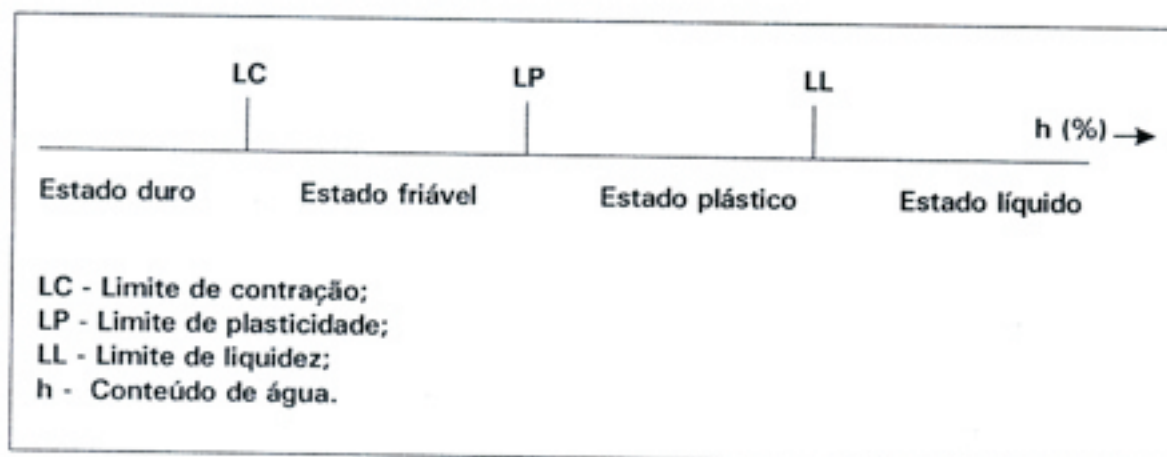 LC LP LL
h (%)
Estado duro Estado friável Estado plástico Estado líquido
LC - Limite de contração;
LP - Limite de plasticidade;
LL - Limite de liquidez;
h - Conteúdo de água.